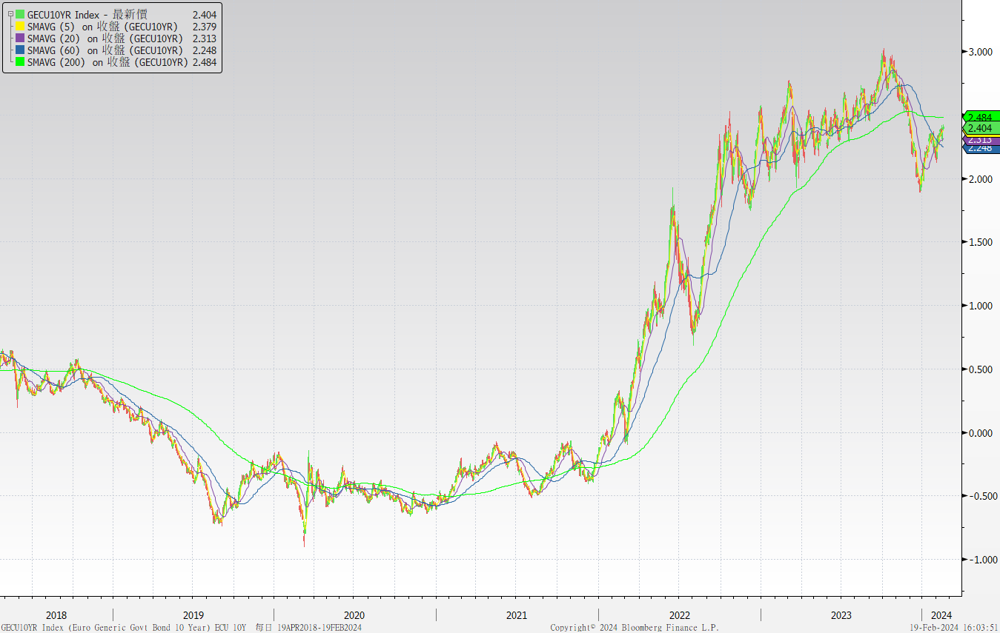 GECU10YR Index - 最新價 2.404
SMAVG (5) on 收盤 (GECU10YR) 2.379
SMAVG (20) on 收盤 (GECU10YR) 2.313
SMAVG (60) on 收盤 (GECU10YR) 2.248
SMAVG (200) on 收盤 (GECU10YR) 2.484
3.000
2.484
2.404
2.313
2.248
2.000
1.500
1.000
0.500
0.000
-0.500
-1.000
2018 2019 2020 2021 2022 2023 2024
GECU10YR Index (Euro Generic Govt Bond 10 Year) ECU 10Y 每日 19APR2018-19FEB2024 Copyright© 2024 Bloomberg Finance L.P. 19-Feb-2024 16:03:51